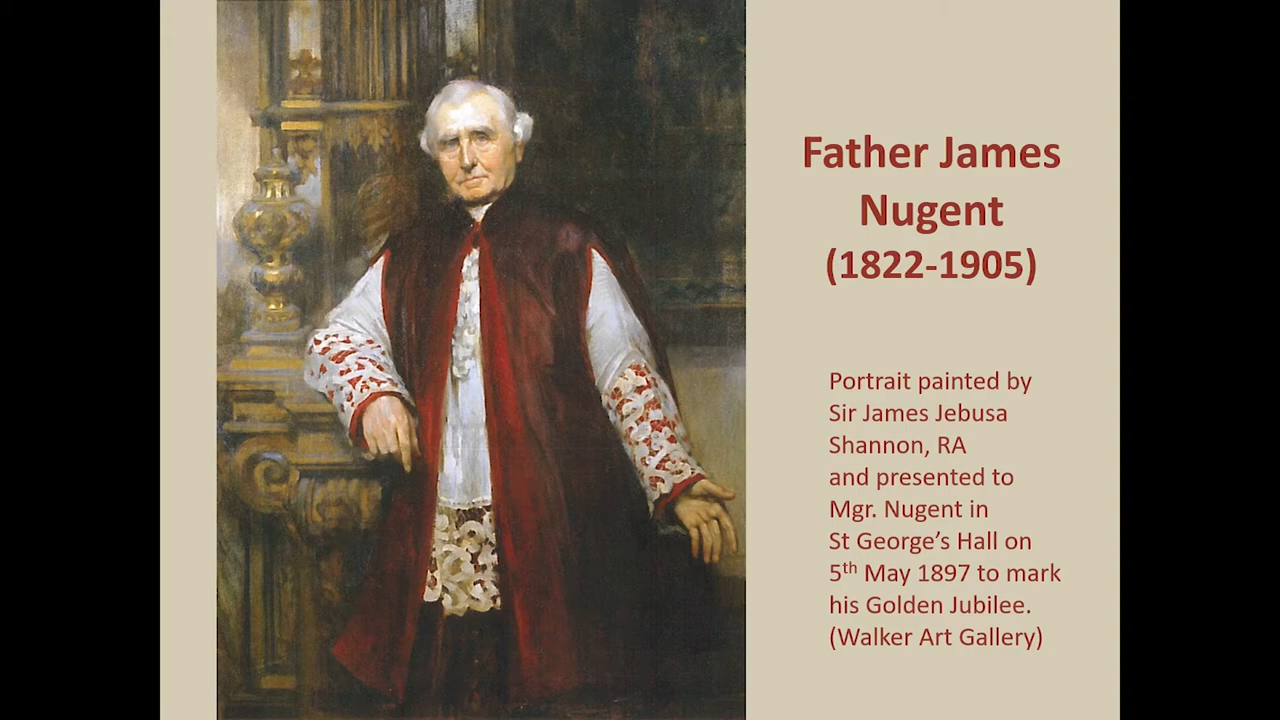 Father James
Nugent
(1822-1905)
Portrait painted by
Sir James Jebusa
Shannon, RA
and presented to
Mgr. Nugent in
St George’s Hall on
5th May 1897 to mark
his Golden Jubilee.
(Walker Art Gallery)